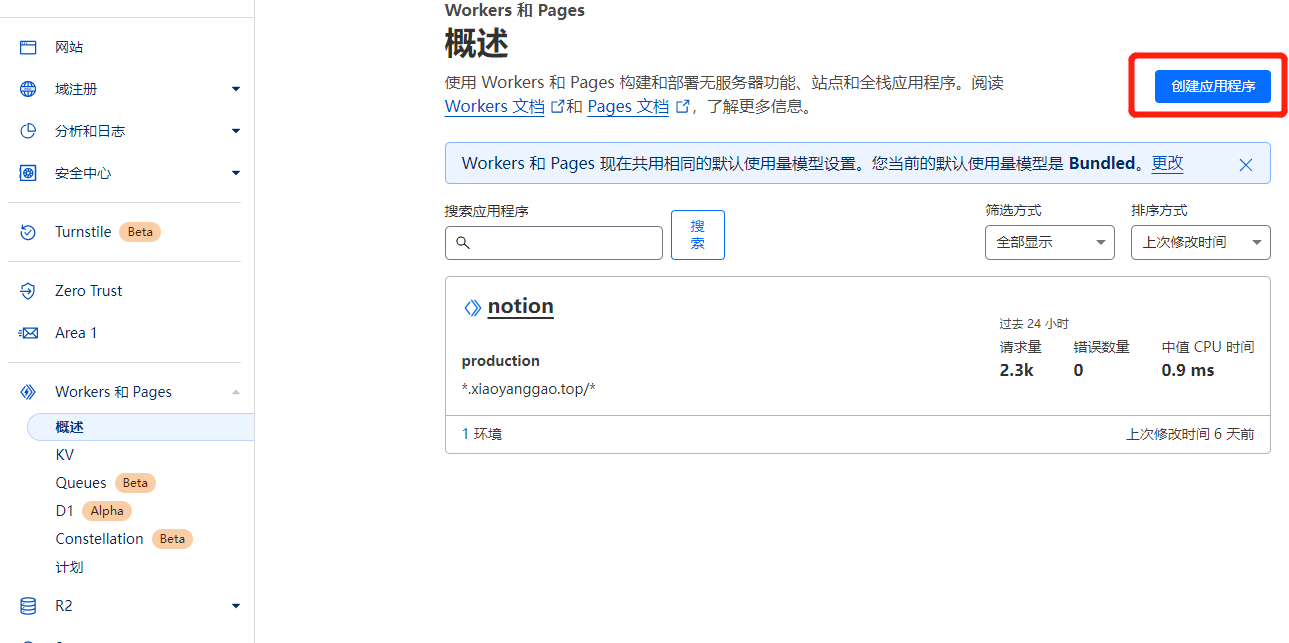 网站
域注册
分析和日志
安全中心
Turnstile Beta
Zero Trust
Area 1
Workers 和 Pages
概述
KV
Queues Beta
D1 Alpha
Constellation Beta
计划
R2
Workers 和 Pages
概述
使用 Workers 和 Pages 构建和部署无服务器功能、站点和全栈应用程序。阅读
Workers 文档 和 Pages 文档 ，了解更多信息。
创建应用程序
Workers 和 Pages 现在共用相同的默认使用量模型设置。您当前的默认使用量模型是 Bundled。更改
搜索应用程序
搜
索
筛选方式
全部显示
排序方式
上次修改时间
notion
production
*.xiaoyanggao.top/*
过去 24 小时
请求量 错误数量 中值 CPU 时间
2.3k 0 0.9 ms
1 环境
上次修改时间 6 天前